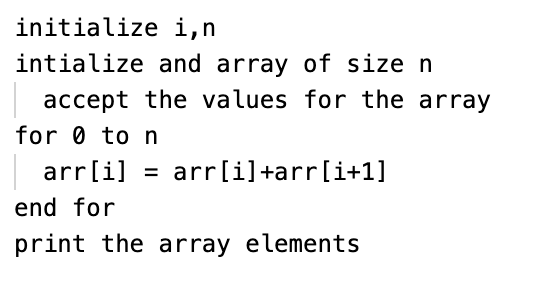 initialize i,n
intialize and array of size n
accept the values for the array
for 0 to n
arr[i] = arr[i]+arr[i+1]
end for
print the array elements